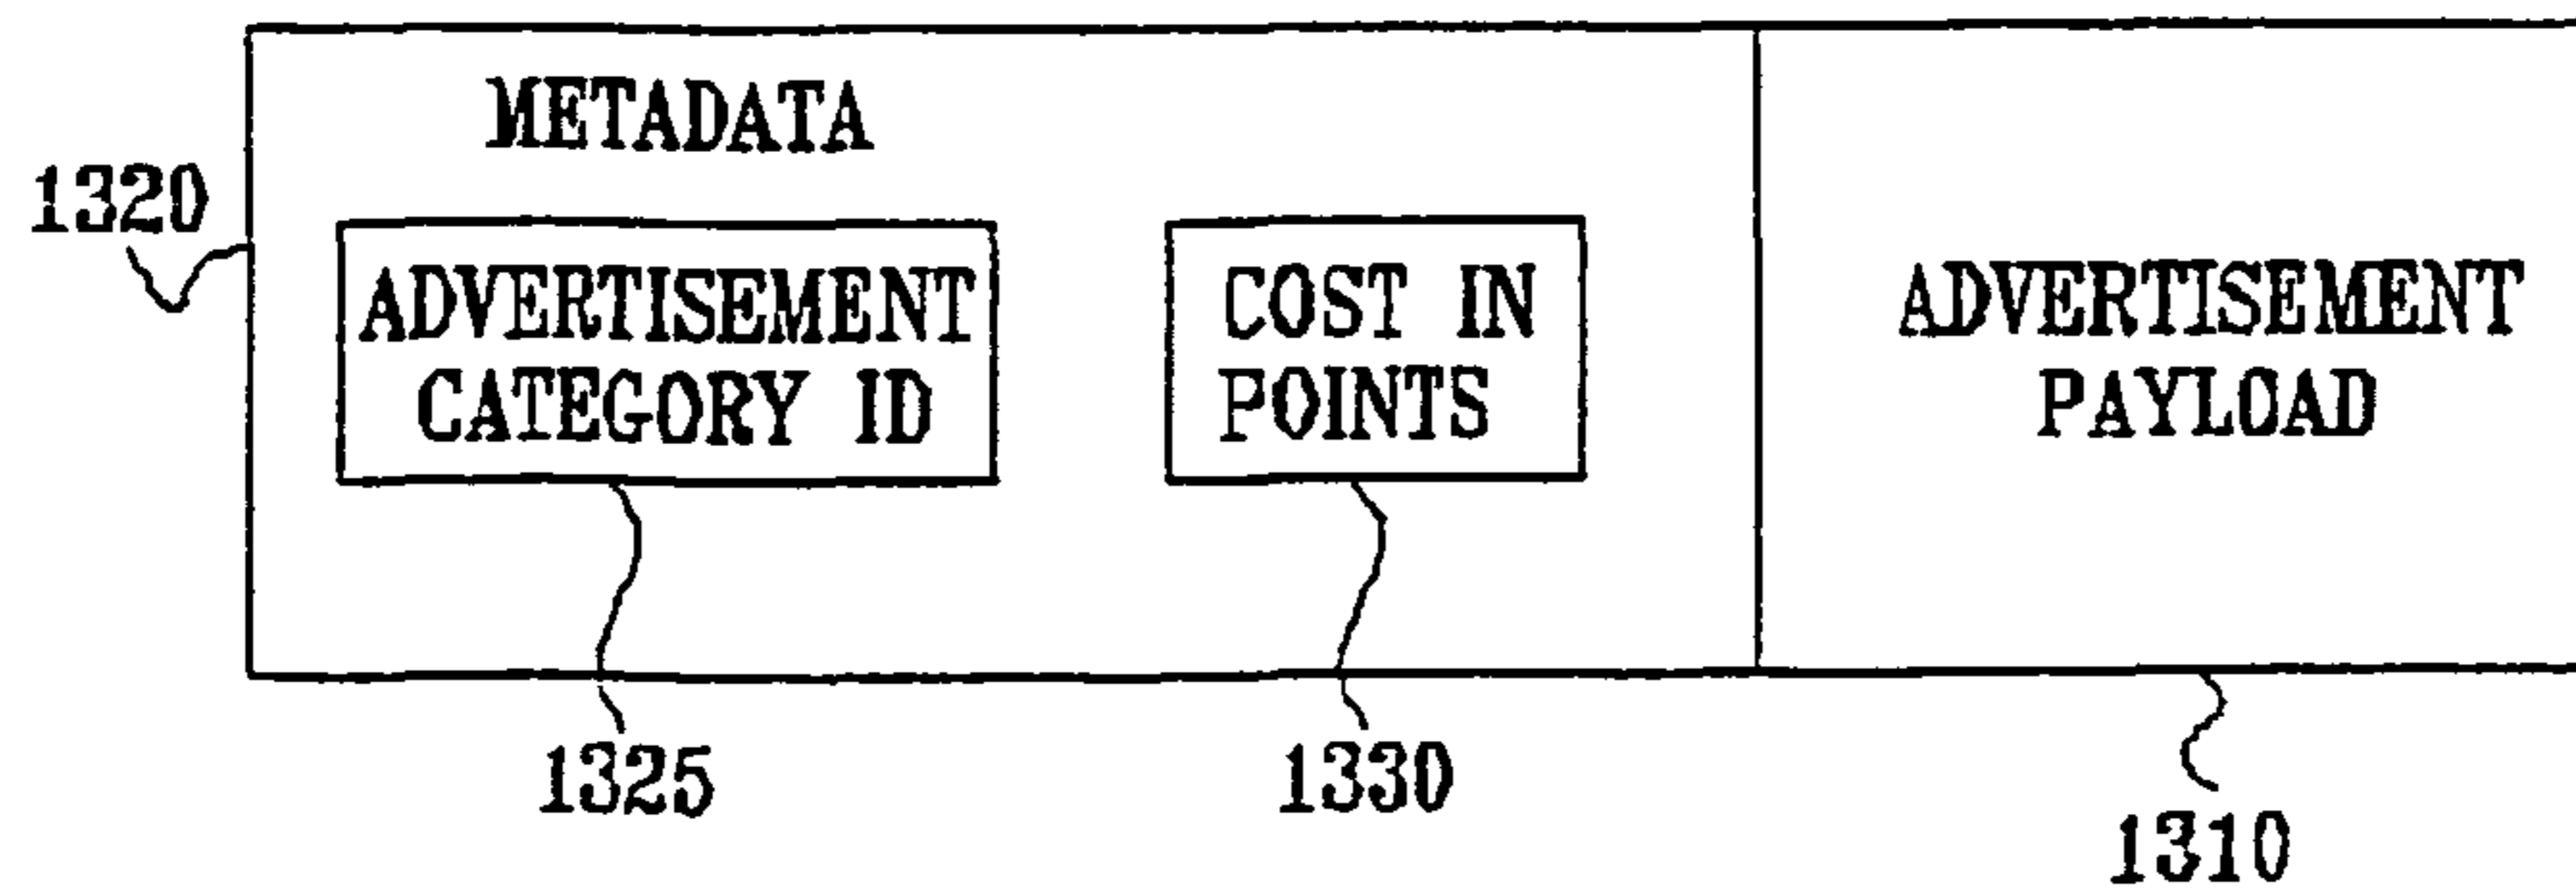 METADATA
1320
ADVERTISEMENT
CATEGORY ID
COST IN
POINTS
ADVERTISEMENT
PAYLOAD
1325
1330
1310